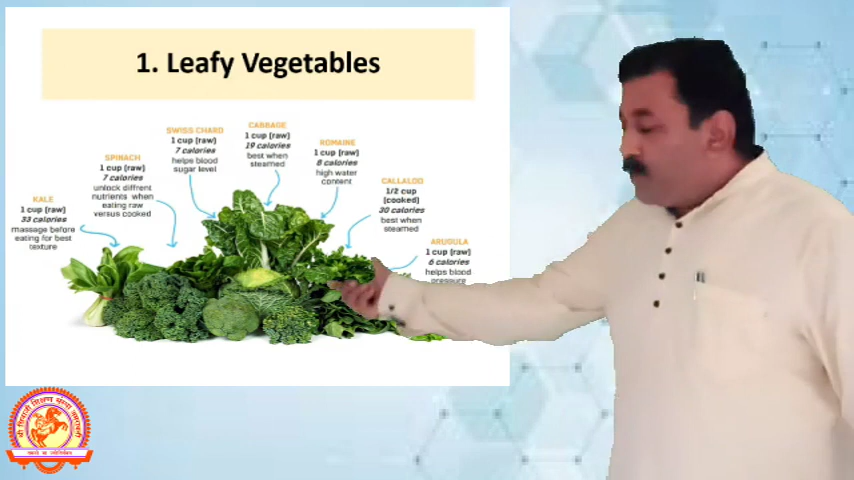 1. Leafy Vegetables
KALE
1 cup (raw)
33 calories
massage before
eating for best
texture
SPINACH
1 cup (raw)
7 calories
unlock diffrent
nutrients when
eating raw
versus cooked
SWISS CHARD
1 cup (raw)
7 calories
helps blood
sugar level
CABBAGE
1 cup (raw)
19 calories
best when
steamed
ROMAINE
1 cup (raw)
8 calories
high water
content
CALLALOO
1/2 cup
(cooked)
30 calories
best when
steamed
ARUGULA
1 cup (raw)
6 calories
helps blood
pressure
श्री शिवाजी शिक्षण संस्था अमरावती